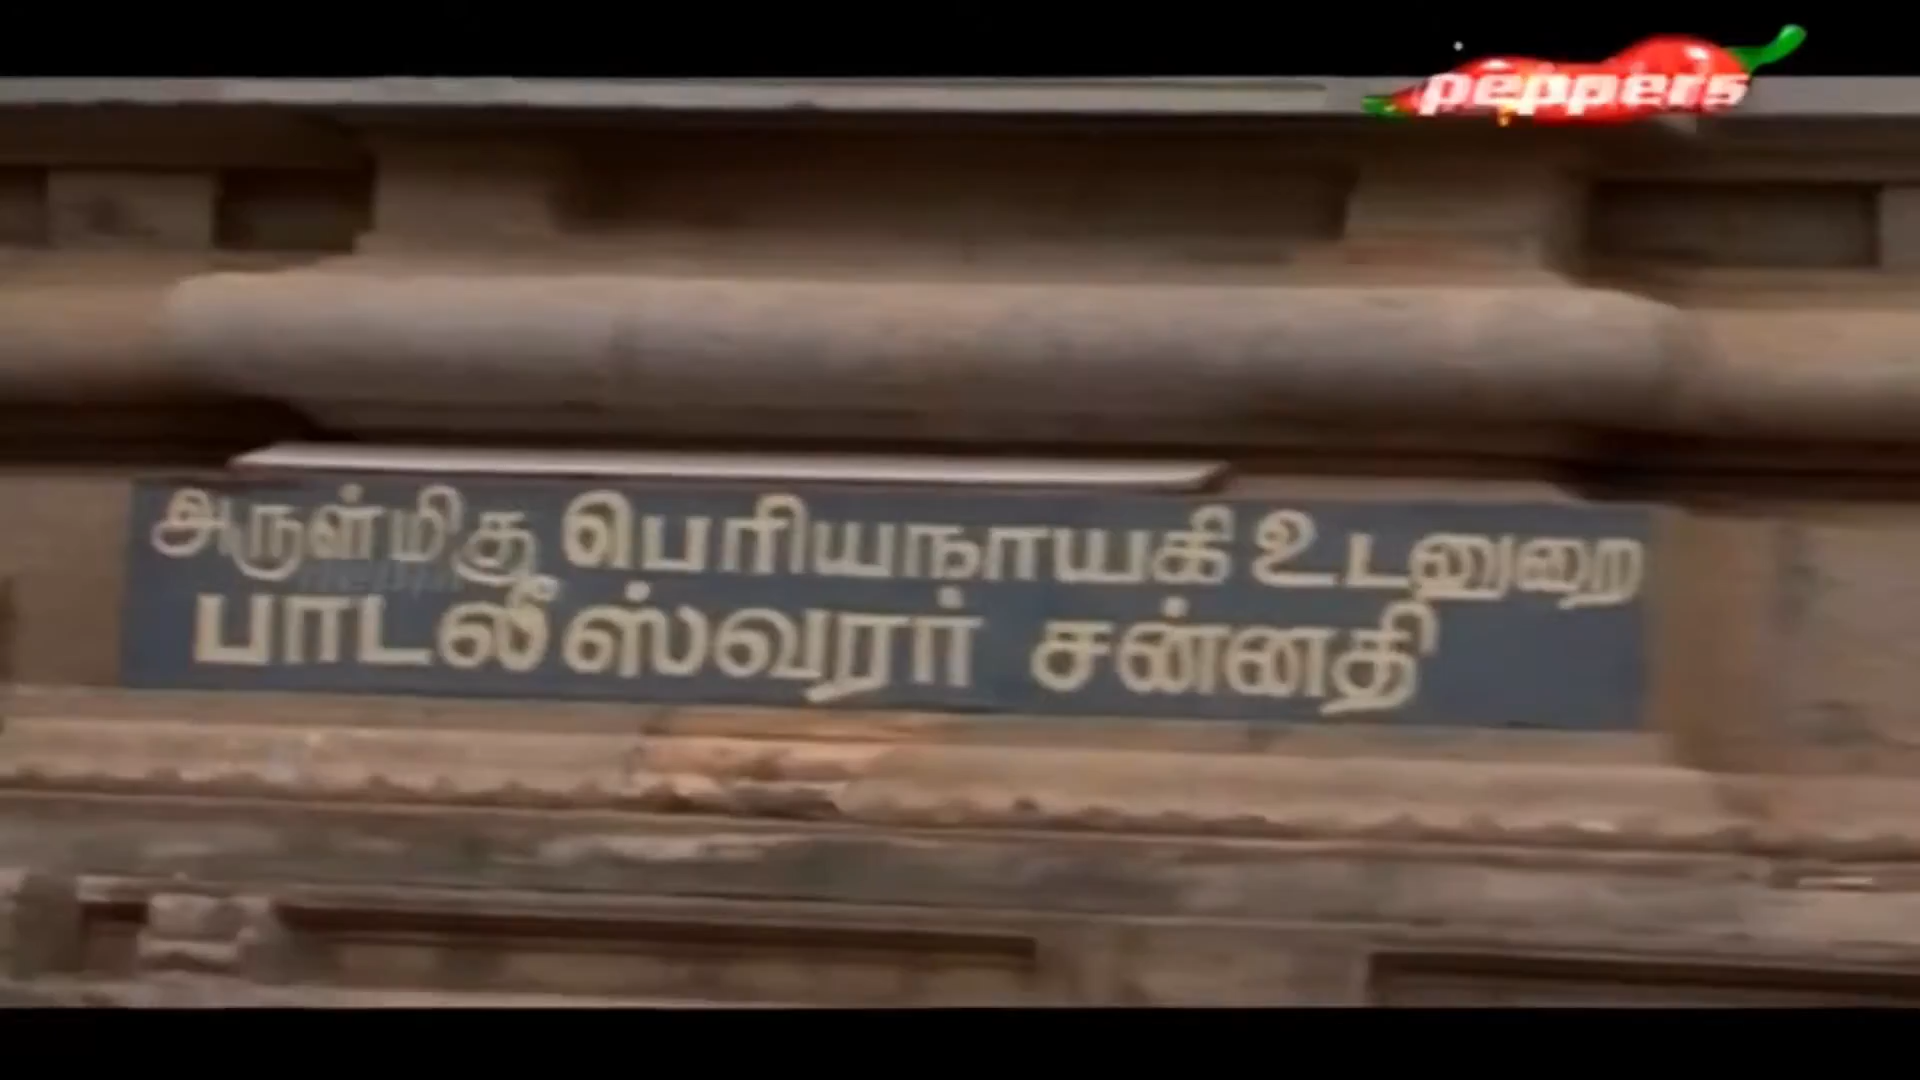 peppers
அருள்மிகு பெரியநாயகி உடனுறை
பாடலீஸ்வரர் சன்னதி